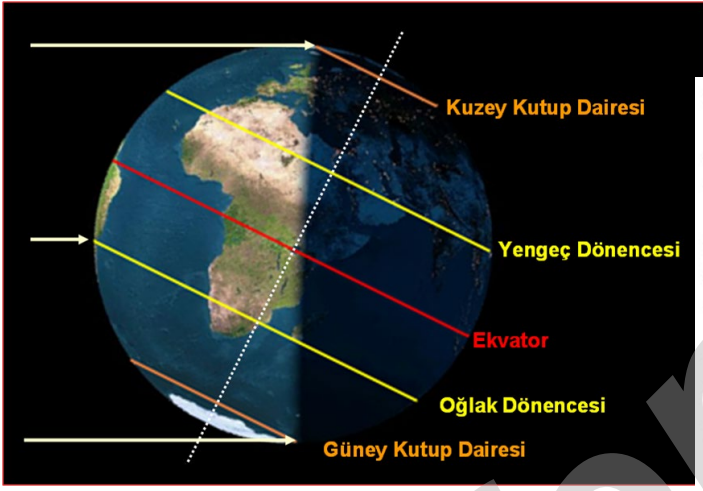 Kuzey Kutup Dairesi
Yengeç Dönencesi
Ekvator
Oğlak Dönencesi
Güney Kutup Dairesi